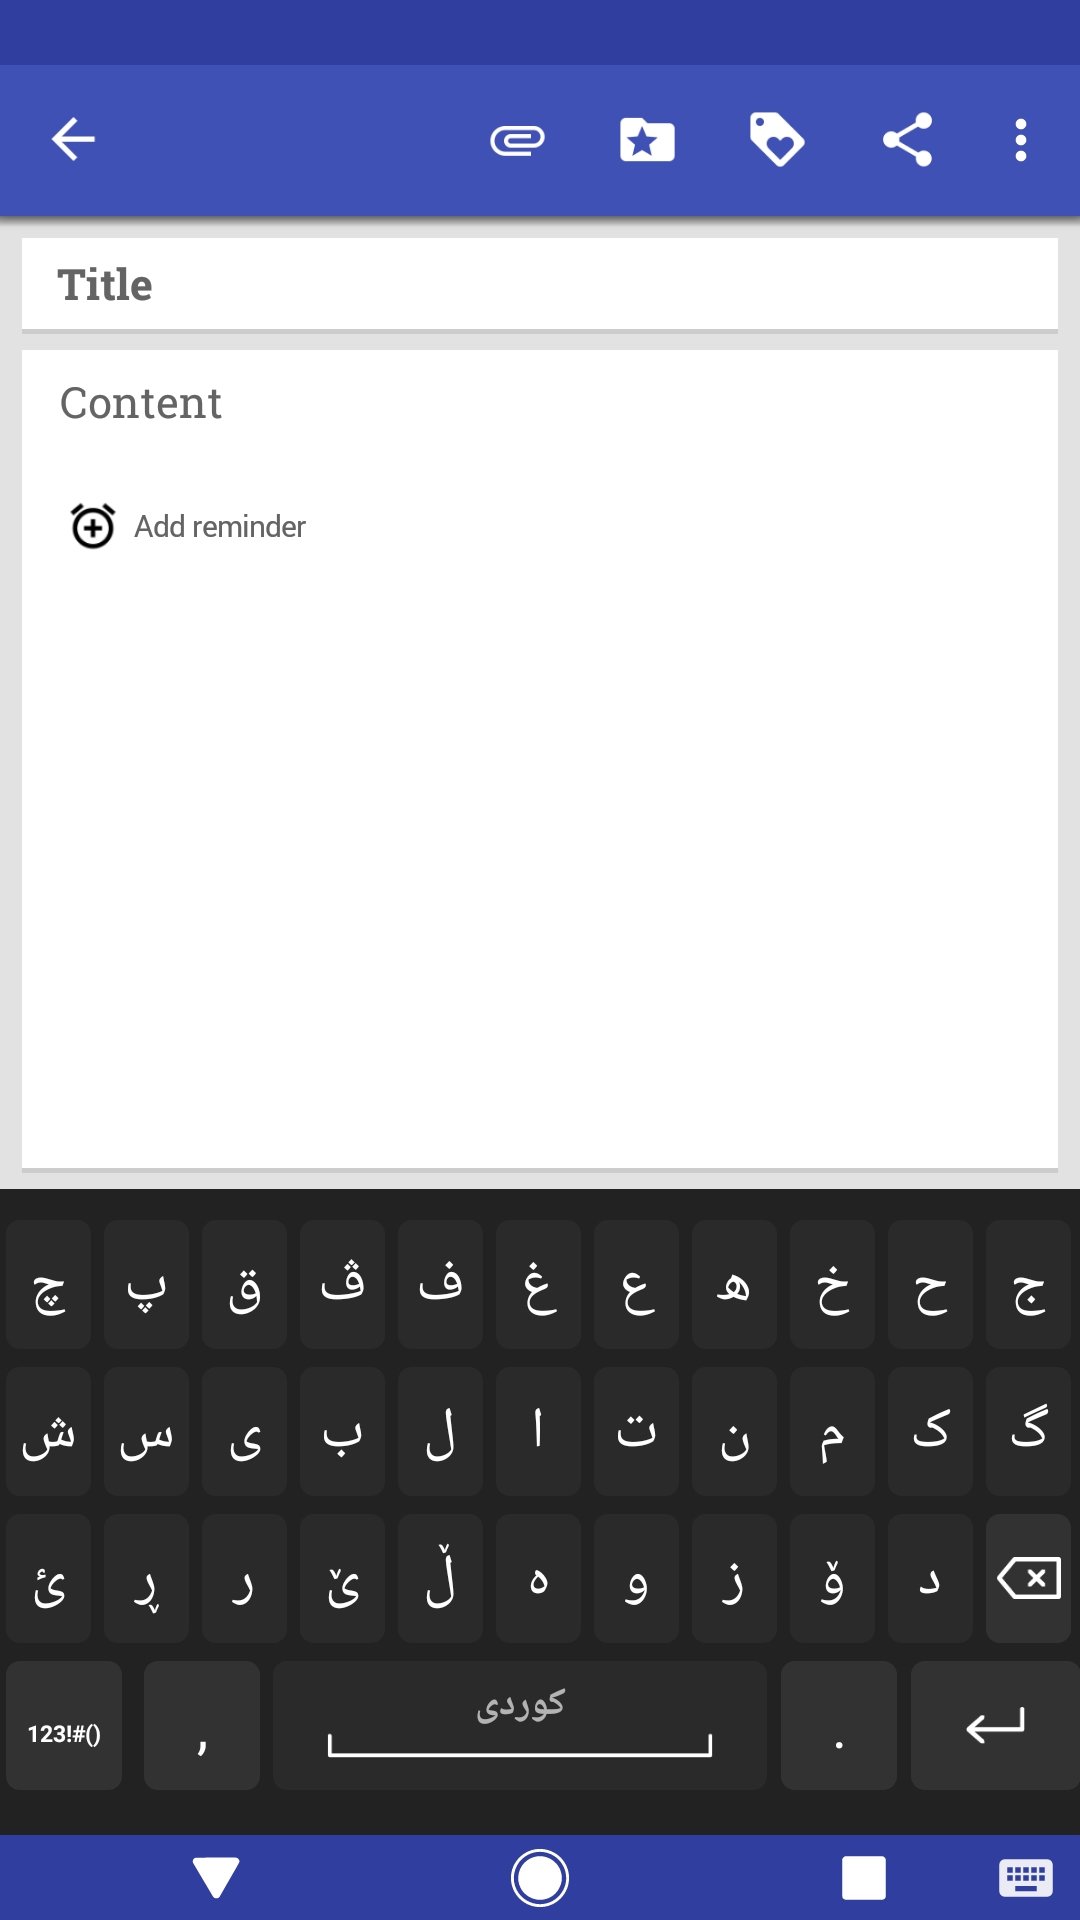 Title
Content
Add reminder
چ پ ق ڤ ف غ ع ھ خ ح ج
ش س ی ب ل ا ت ن م ک گ
ئ ڕ ر ێ ڵ ە و ز ۆ د
123!#() , کوردی .